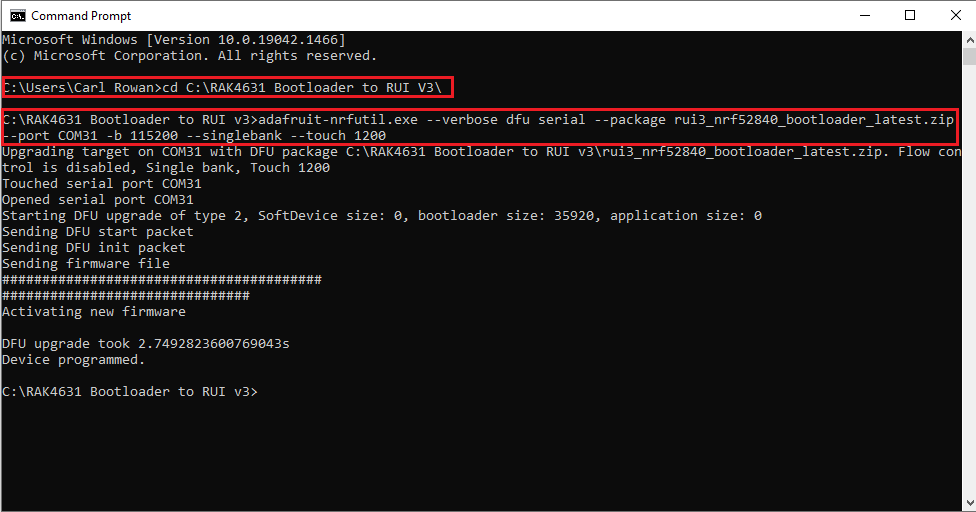 Command Prompt
Microsoft Windows [Version 10.0.19042.1466]
(c) Microsoft Corporation. All rights reserved.
C:\Users\Carl Rowan>cd C:\RAK4631 Bootloader to RUI V3\
C:\RAK4631 Bootloader to RUI v3>adafruit-nrfutil.exe --verbose dfu serial --package rui3_nrf52840_bootloader_latest.zip
--port COM31 -b 115200 --singlebank --touch 1200
Upgrading target on COM31 with DFU package C:\RAK4631 Bootloader to RUI v3\rui3_nrf52840_bootloader_latest.zip. Flow con
trol is disabled, Single bank, Touch 1200
Touched serial port COM31
Opened serial port COM31
Starting DFU upgrade of type 2, SoftDevice size: 0, bootloader size: 35920, application size: 0
Sending DFU start packet
Sending DFU init packet
Sending firmware file
########################################
###############################
Activating new firmware
DFU upgrade took 2.7492823600769043s
Device programmed.
C:\RAK4631 Bootloader to RUI v3>